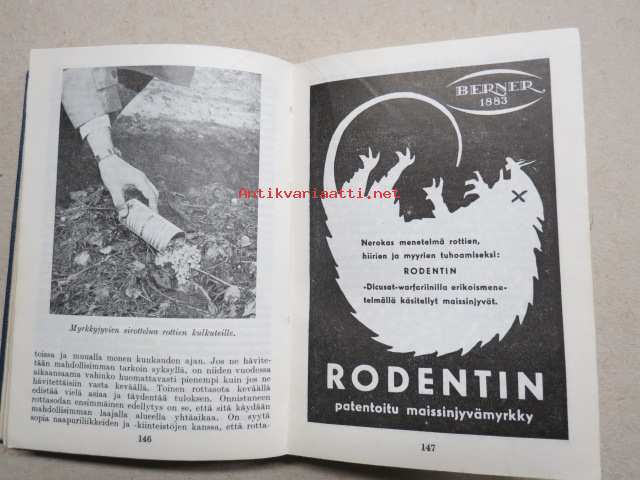 Myrkkyjyvien sirottelua rottien kulkuteille.
toissa ja muualla monen kuukauden ajan. Jos ne hävite-
tään mahdollisimman tarkoin syksyllä, on niiden vuodessa
aikaansaama vahinko huomattavasti pienempi kuin jos ne
hävitettäisiin vasta keväällä. Toinen rottasota keväällä
edistää vielä asiaa ja täydentää tuloksen. Onnistuneen
rottasodan ensimmäinen edellytys on se, että sitä käydään
mahdollisimman laajalla alueella yhtäaikaa. On syytä
sopia naapuriliikkeiden ja -kiinteistöjen kanssa, että rotta-
146
BERNER
1883
Antikvariaatti.net
Nerokas menetelmä rottien,
hiirien ja myyrien tuhoamiseksi:
RODENTIN
-Dicusat-warfariinilla erikoismene-
telmällä käsitellyt maissinjyvät.
RODENTIN
patentoitu maissinjyvämyrkky
147